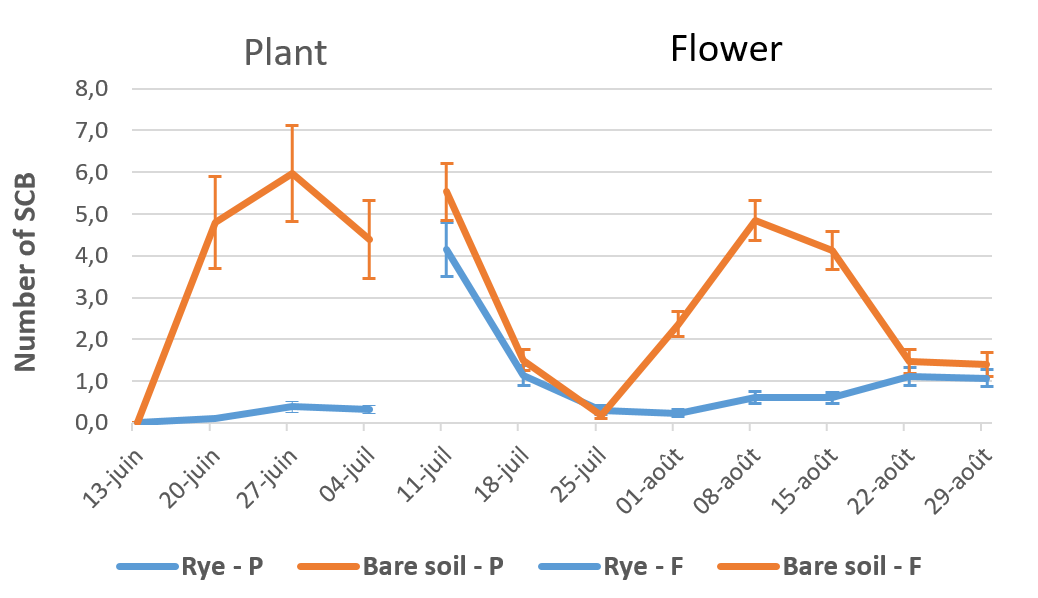 Plant
Flower
Number of SCB
8,0
7,0
6,0
5,0
4,0
3,0
2,0
1,0
0,0
13-juin
20-juin
27-juin
04-juil
11-juil
18-juil
25-juil
01-août
08-août
15-août
22-août
29-août
Rye - P
Bare soil - P
Rye - F
Bare soil - F